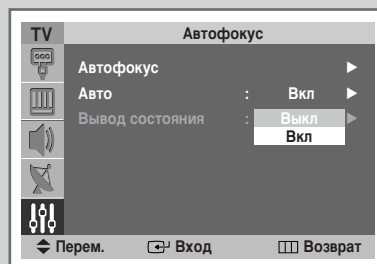 TV Автофокус
Автофокус
Авто : Вкл
Вывод состояния : Выкл
Вкл
Перем. Вход Возврат